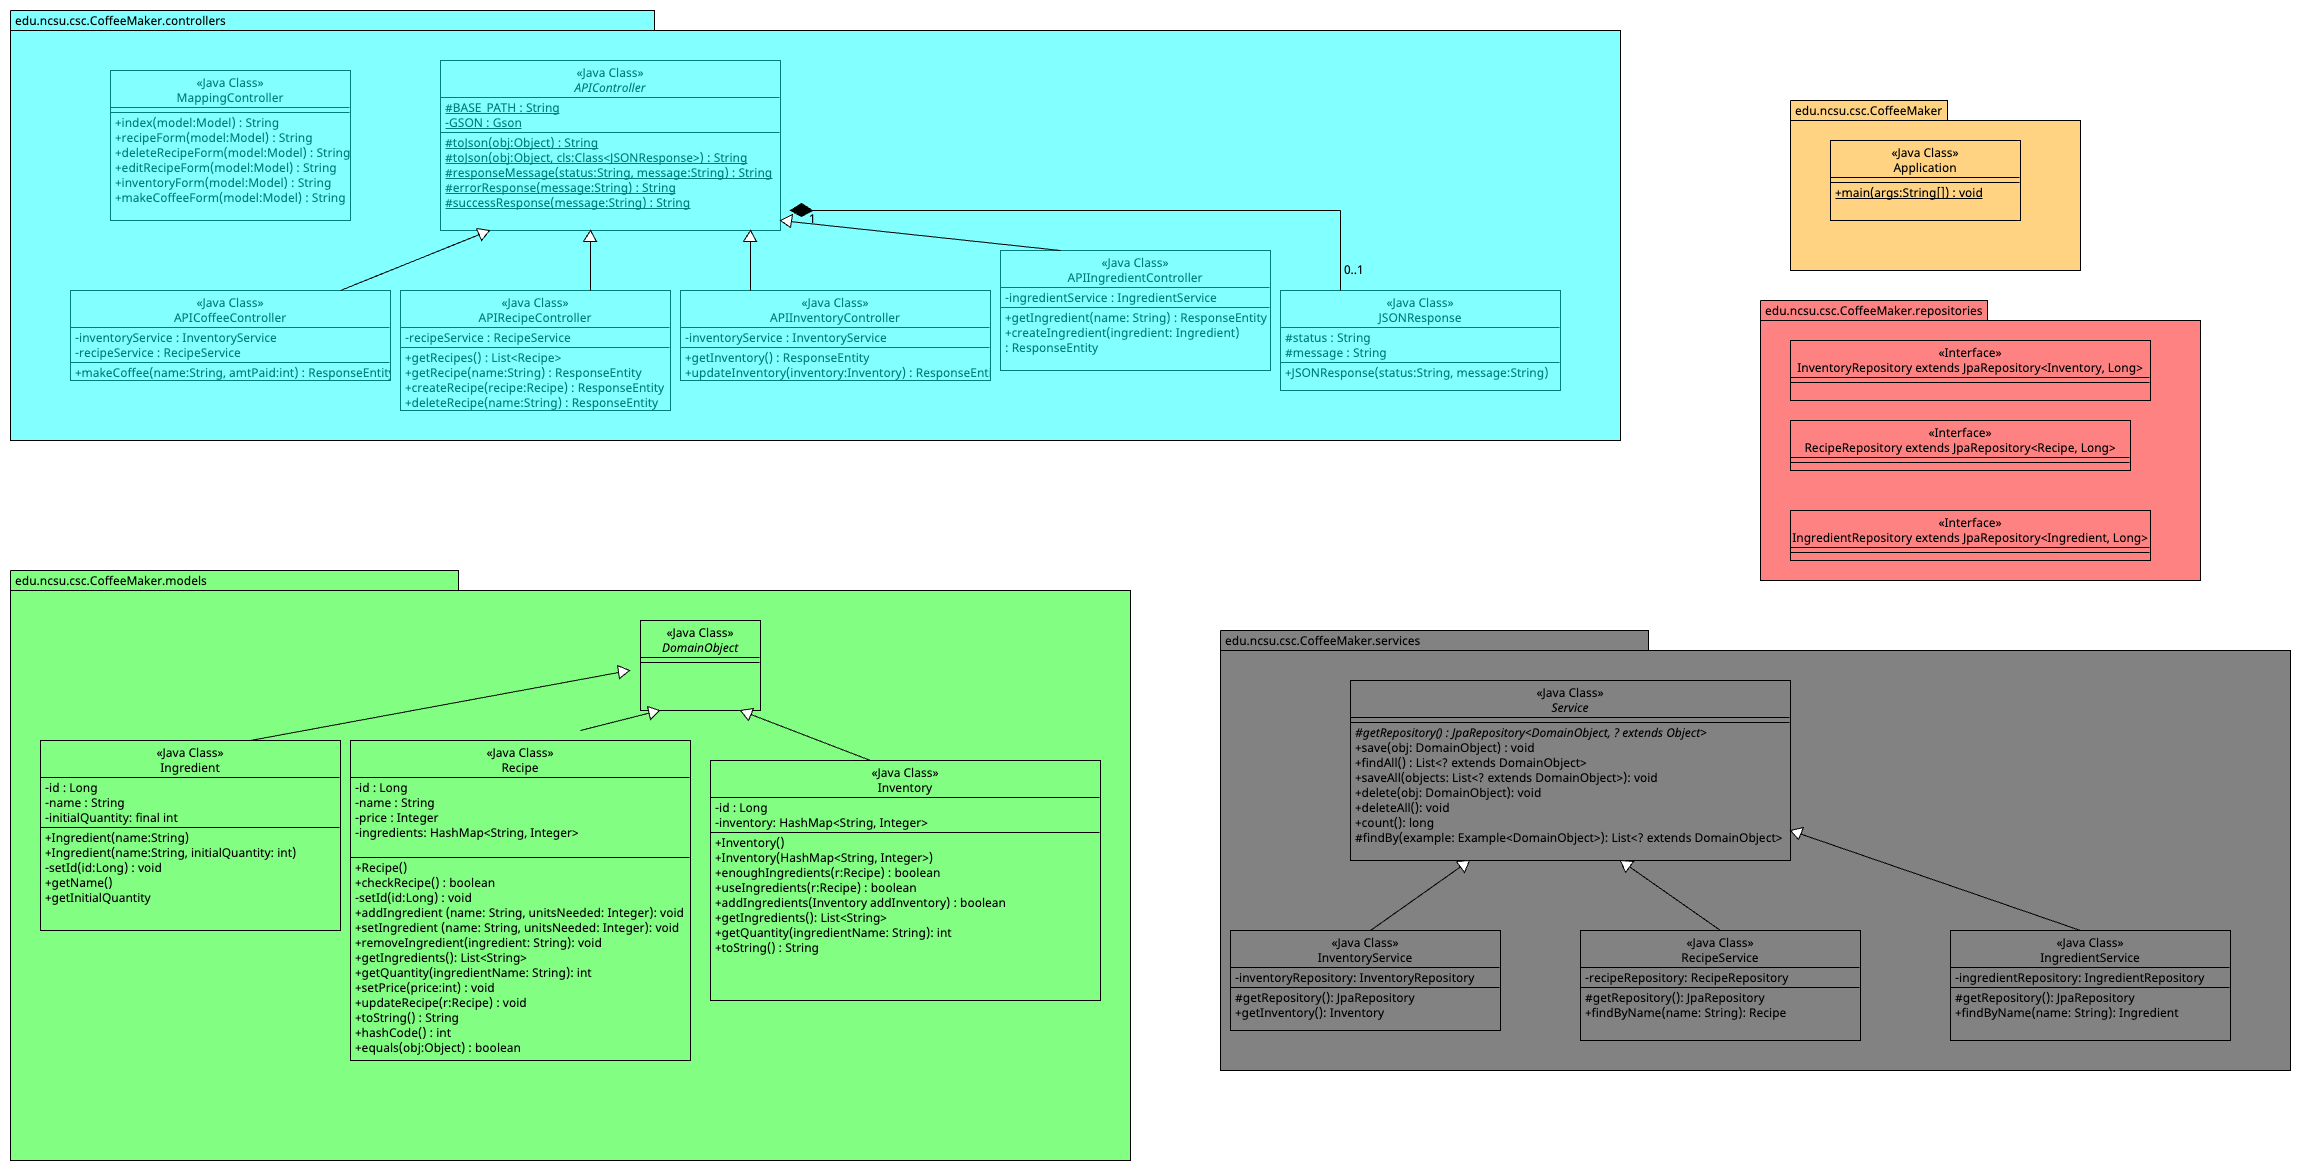 edu.ncsu.csc.CoffeeMaker.controllers
«Java Class»
MappingController
+index(model:Model) : String
+recipeForm(model:Model) : String
+deleteRecipeForm(model:Model) : String
+editRecipeForm(model:Model) : String
+inventoryForm(model:Model) : String
+makeCoffeeForm(model:Model) : String
«Java Class»
APIController
#BASE_PATH : String
-GSON : Gson
#toJson(obj:Object) : String
#toJson(obj:Object, cls:Class<JSONResponse>) : String
#responseMessage(status:String, message:String) : String
#errorResponse(message:String) : String
#successResponse(message:String) : String
1
0..1
«Java Class»
APICoffeeController
-inventoryService : InventoryService
-recipeService : RecipeService
+makeCoffee(name:String, amtPaid:int) : ResponseEntity
«Java Class»
APIRecipeController
-recipeService : RecipeService
+getRecipes() : List<Recipe>
+getRecipe(name:String) : ResponseEntity
+createRecipe(recipe:Recipe) : ResponseEntity
+deleteRecipe(name:String) : ResponseEntity
«Java Class»
APIInventoryController
-inventoryService : InventoryService
+getInventory() : ResponseEntity
+updateInventory(inventory:Inventory) : ResponseEnti
«Java Class»
APIIngredientController
-ingredientService : IngredientService
+getIngredient(name: String) : ResponseEntity
+createIngredient(ingredient: Ingredient)
: ResponseEntity
«Java Class»
JSONResponse
#status : String
#message : String
+JSONResponse(status:String, message:String)
edu.ncsu.csc.CoffeeMaker
«Java Class»
Application
+main(args:String[]) : void
edu.ncsu.csc.CoffeeMaker.repositories
«Interface»
InventoryRepository extends JpaRepository<Inventory, Long>
«Interface»
RecipeRepository extends JpaRepository<Recipe, Long>
«Interface»
IngredientRepository extends JpaRepository<Ingredient, Long>
edu.ncsu.csc.CoffeeMaker.models
«Java Class»
DomainObject
«Java Class»
Ingredient
-id : Long
-name : String
-initialQuantity: final int
+Ingredient(name:String)
+Ingredient(name:String, initialQuantity: int)
-setId(id:Long) : void
+getName()
+getInitialQuantity
«Java Class»
Recipe
-id : Long
-name : String
-price : Integer
-ingredients: HashMap<String, Integer>
+Recipe()
+checkRecipe() : boolean
-setId(id:Long) : void
+addIngredient (name: String, unitsNeeded: Integer): void
+setIngredient (name: String, unitsNeeded: Integer): void
+removeIngredient(ingredient: String): void
+getIngredients(): List<String>
+getQuantity(ingredientName: String): int
+setPrice(price:int) : void
+updateRecipe(r:Recipe) : void
+toString() : String
+hashCode() : int
+equals(obj:Object) : boolean
«Java Class»
Inventory
-id : Long
-inventory: HashMap<String, Integer>
+Inventory()
+Inventory(HashMap<String, Integer>)
+enoughIngredients(r:Recipe) : boolean
+useIngredients(r:Recipe) : boolean
+addIngredients(Inventory addInventory) : boolean
+getIngredients(): List<String>
+getQuantity(ingredientName: String): int
+toString() : String
edu.ncsu.csc.CoffeeMaker.services
«Java Class»
Service
#getRepository() : JpaRepository<DomainObject, ? extends Object>
+save(obj: DomainObject) : void
+findAll() : List<? extends DomainObject>
+saveAll(objects: List<? extends DomainObject>): void
+delete(obj: DomainObject): void
+deleteAll(): void
+count(): long
#findBy(example: Example<DomainObject>): List<? extends DomainObject>
«Java Class»
InventoryService
-inventoryRepository: InventoryRepository
#getRepository(): JpaRepository
+getInventory(): Inventory
«Java Class»
RecipeService
-recipeRepository: RecipeRepository
#getRepository(): JpaRepository
+findByName(name: String): Recipe
«Java Class»
IngredientService
-ingredientRepository: IngredientRepository
#getRepository(): JpaRepository
+findByName(name: String): Ingredient